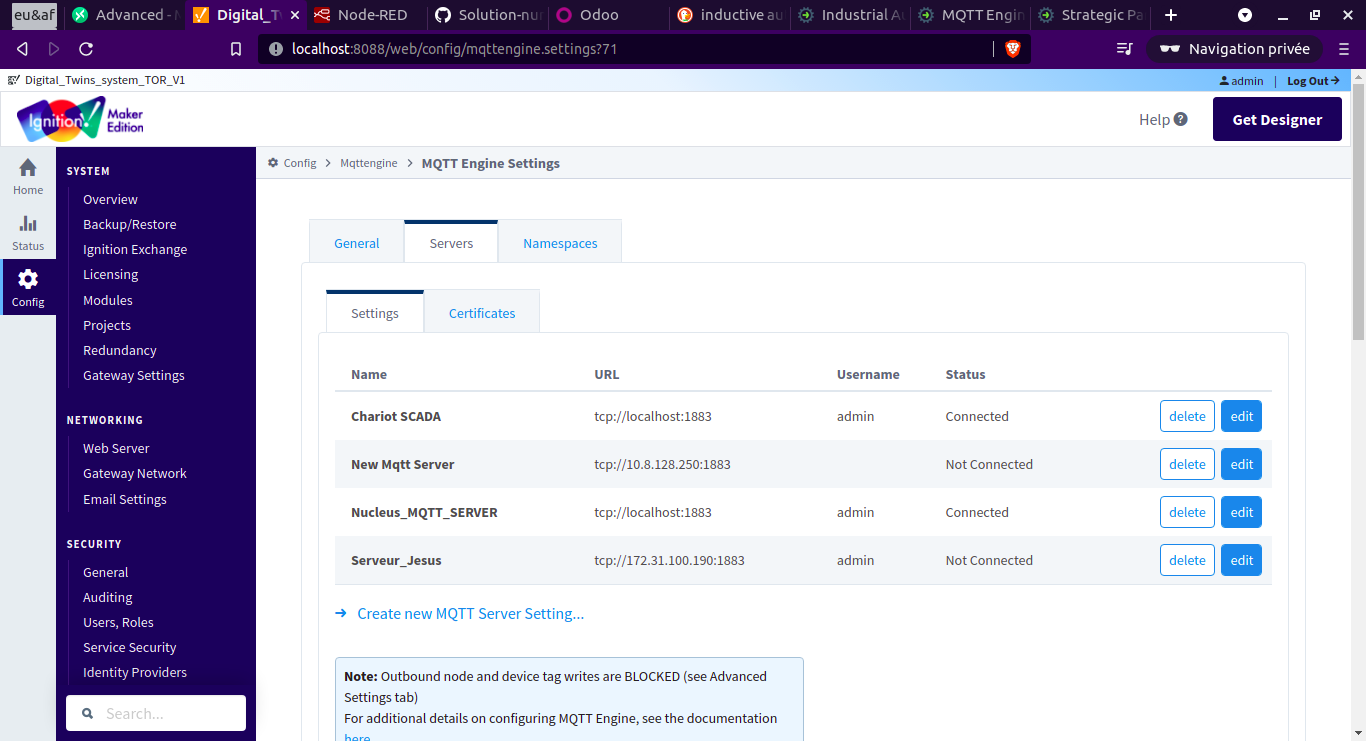 eu&af
Advanced - M
Digital_T
Node-RED
Solution-nu
Odoo
inductive au
Industrial Au
MQTT Engin
Strategic Pa
localhost:8088/web/config/mqttengine.settings?71
Navigation privée
Digital_Twins_system_TOR_V1
admin | Log Out
Ignition! Maker Edition
Help ?
Get Designer
Home
Status
Config
SYSTEM
Overview
Backup/Restore
Ignition Exchange
Licensing
Modules
Projects
Redundancy
Gateway Settings
NETWORKING
Web Server
Gateway Network
Email Settings
SECURITY
General
Auditing
Users, Roles
Service Security
Identity Providers
Search...
Config > Mqttengine > MQTT Engine Settings
General Servers Namespaces
Settings Certificates
Name URL Username Status
Chariot SCADA tcp://localhost:1883 admin Connected delete edit
New Mqtt Server tcp://10.8.128.250:1883 Not Connected delete edit
Nucleus_MQTT_SERVER tcp://localhost:1883 admin Connected delete edit
Serveur_Jesus tcp://172.31.100.190:1883 admin Not Connected delete edit
Create new MQTT Server Setting...
Note: Outbound node and device tag writes are BLOCKED (see Advanced
Settings tab)
For additional details on configuring MQTT Engine, see the documentation
here